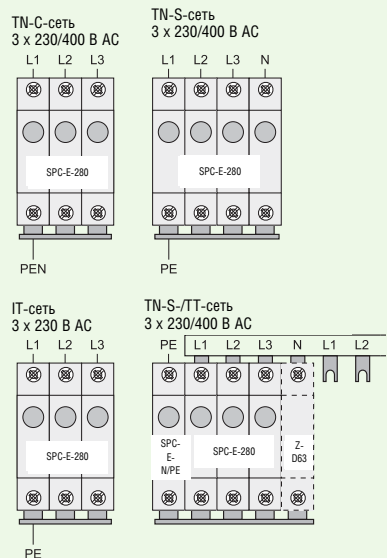 TN-C-сеть
3 x 230/400 В AC
L1 L2 L3
SPC-E-280
PEN
TN-S-сеть
3 x 230/400 В AC
L1 L2 L3 N
SPC-E-280
PE
IT-сеть
3 x 230 В AC
L1 L2 L3
SPC-E-280
PE
TN-S-/TT-сеть
3 x 230/400 В AC
PE L1 L2 L3 N L1 L2
SPC-
E-
N/PE
SPC-E-280
Z-
D63